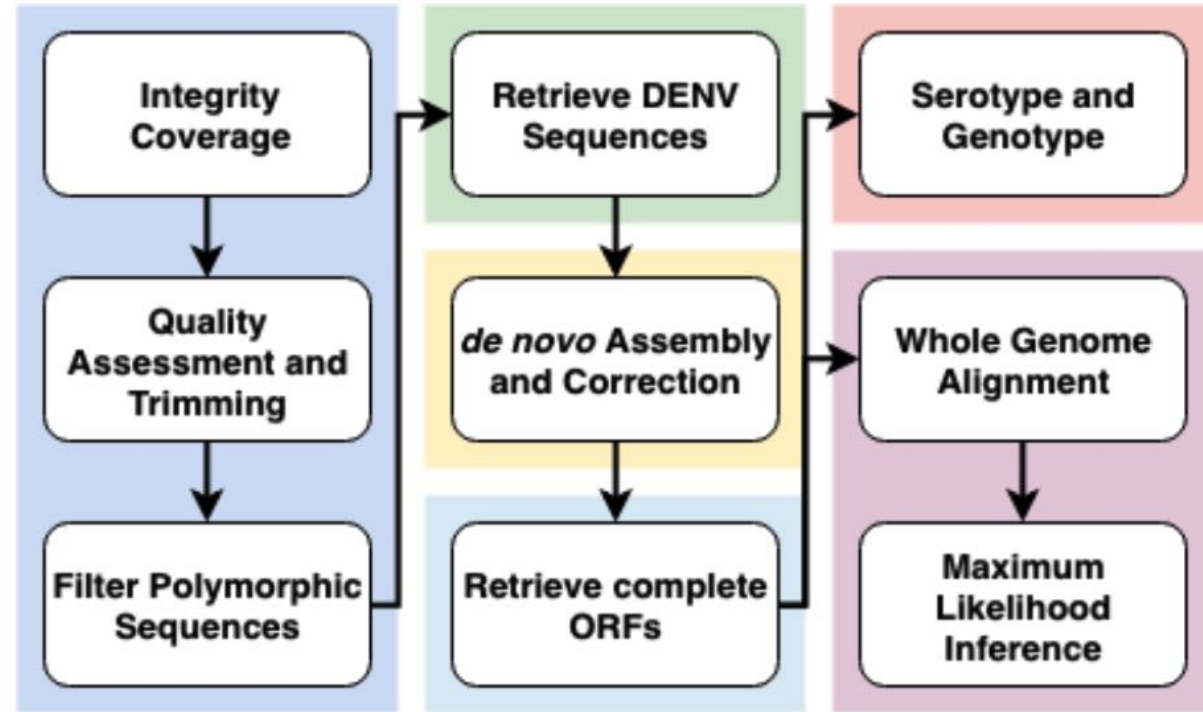 Integrity
Coverage
Quality
Assessment and
Trimming
Filter Polymorphic
Sequences
Retrieve DENV
Sequences
de novo Assembly
and Correction
Retrieve complete
ORFs
Serotype and
Genotype
Whole Genome
Alignment
Maximum
Likelihood
Inference